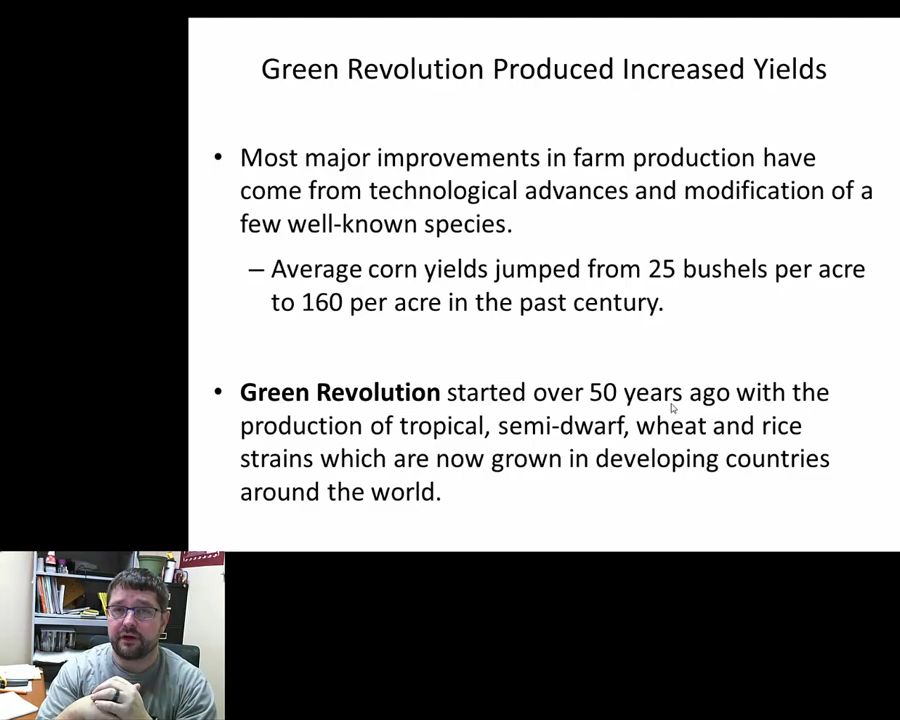 Green Revolution Produced Increased Yields
• Most major improvements in farm production have
come from technological advances and modification of a
few well-known species.
– Average corn yields jumped from 25 bushels per acre
to 160 per acre in the past century.
• Green Revolution started over 50 years ago with the
production of tropical, semi-dwarf, wheat and rice
strains which are now grown in developing countries
around the world.